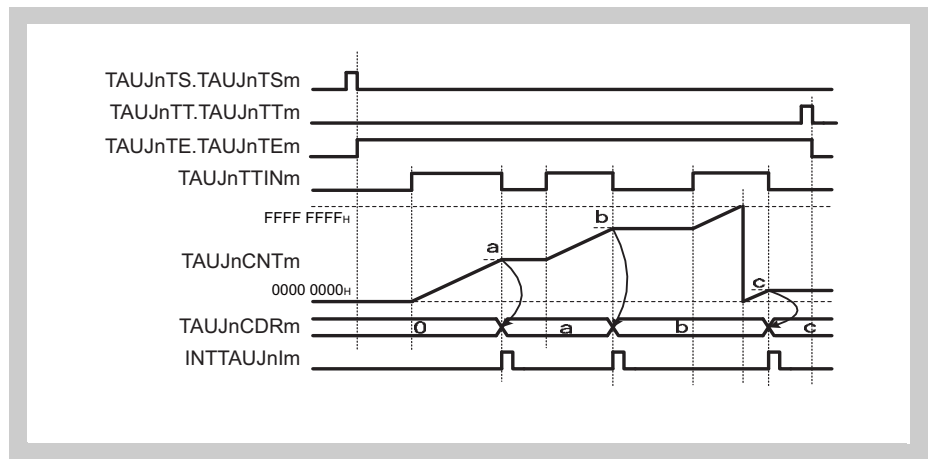 TAUJnTS.TAUJnTSm
TAUJnTT.TAUJnTTm
TAUJnTE.TAUJnTEm
TAUJnTTINm
FFFF FFFFH
b
a
TAUJnCNTm
c
0000 0000H
TAUJnCDRm 0 a b c
INTTAUJnIm